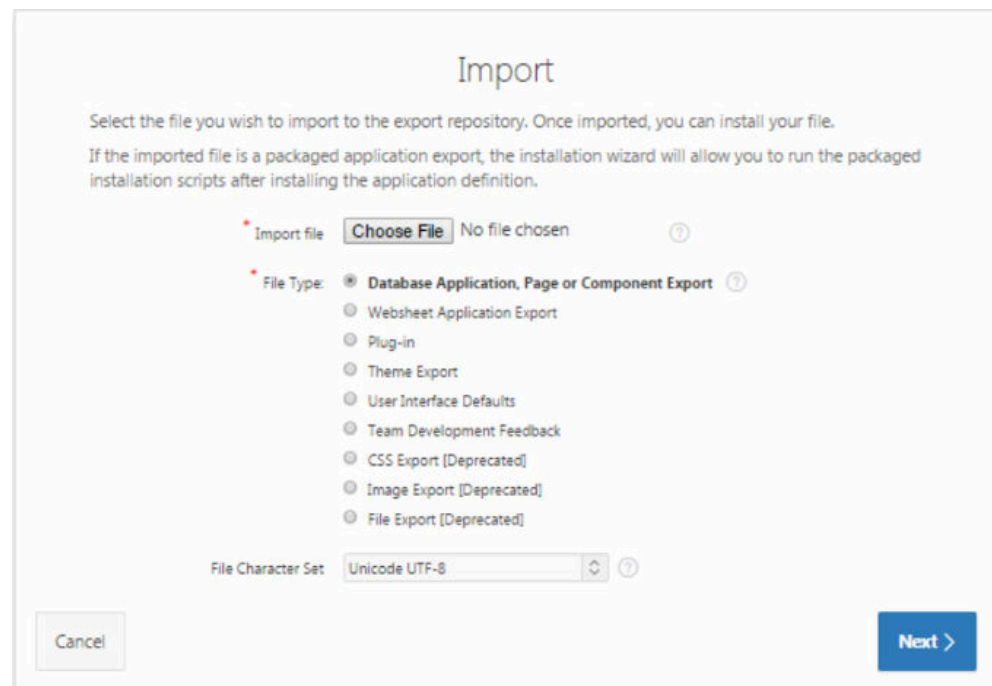 Import
Select the file you wish to import to the export repository. Once imported, you can install your file.
If the imported file is a packaged application export, the installation wizard will allow you to run the packaged
installation scripts after installing the application definition.
* Import file Choose File No file chosen ?
* File Type: Database Application, Page or Component Export ?
Websheet Application Export
Plug-in
Theme Export
User Interface Defaults
Team Development Feedback
CSS Export [Deprecated]
Image Export [Deprecated]
File Export [Deprecated]
File Character Set Unicode UTF-8 ?
Cancel Next >